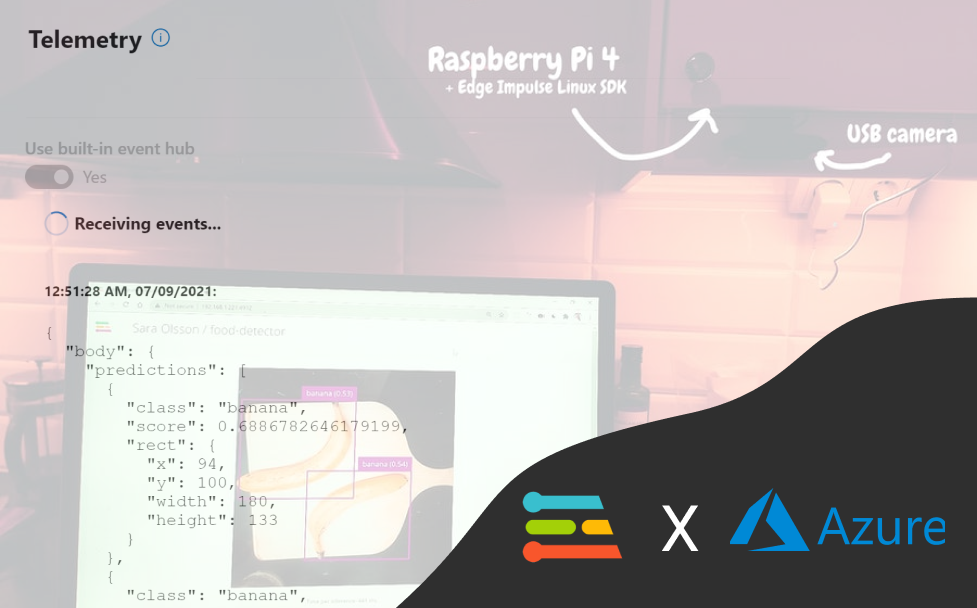 Telemetry
Raspberry Pi 4
+ Edge Impulse Linux SDK
USB camera
Use built-in event hub
Yes
Receiving events...
12:51:28 AM, 07/09/2021:
Sara Olsson / food-detector
{
"body": {
"predictions": [
{
banana (0.53)
"class": "banana",
"score": 0.6886782646179199,
"rect": {
"x": 94,
banana (0.54)
"y": 100,
"width": 180,
"height": 133
}
},
{
"class": "banana",
X
Azure